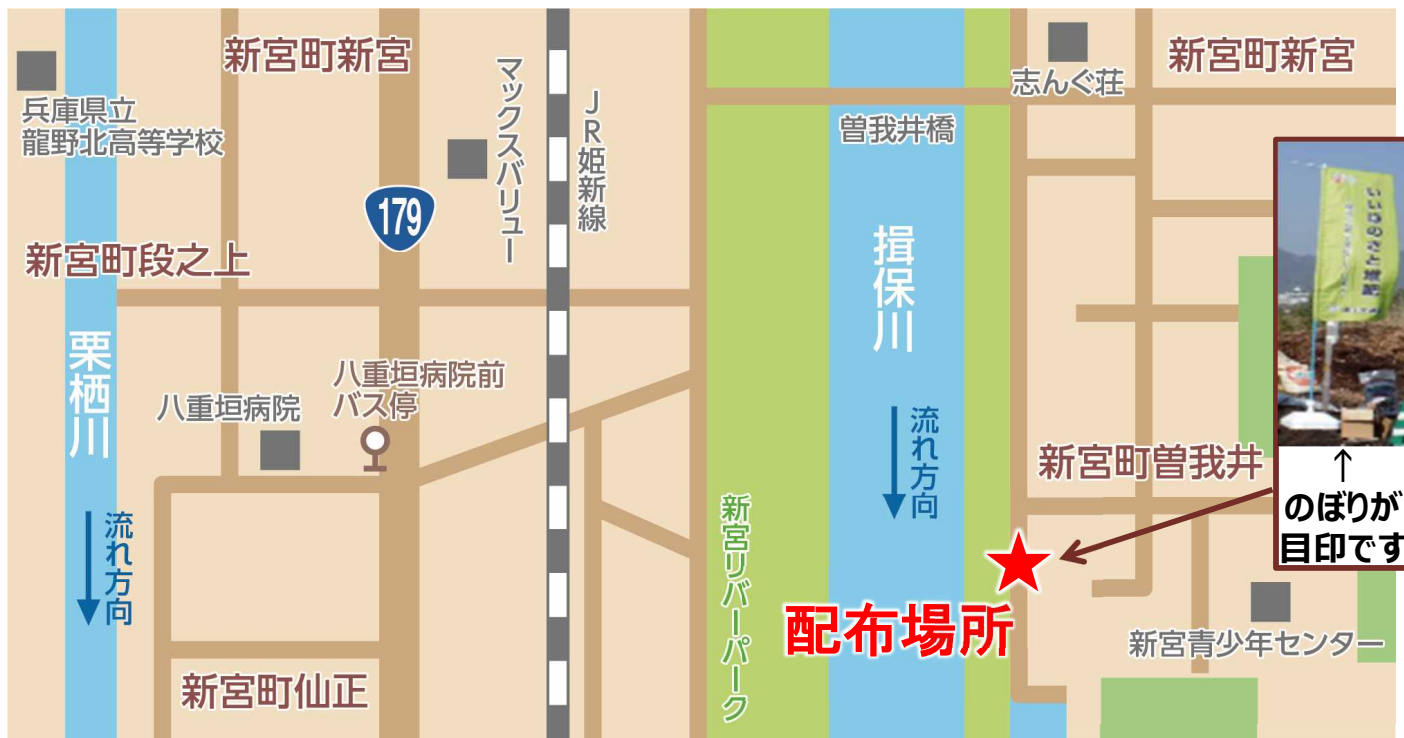 新宮町新宮
兵庫県立
龍野北高等学校
マックスバリュー
JR姫新線
179
新宮町段之上
栗栖川
流れ方向
八重垣病院
八重垣病院前
バス停
新宮町仙正
志んぐ荘
新宮町新宮
曽我井橋
揖保川
流れ方向
新宮リバーパーク
新宮町曽我井
配布場所
新宮青少年センター
↑
のぼりが
目印です